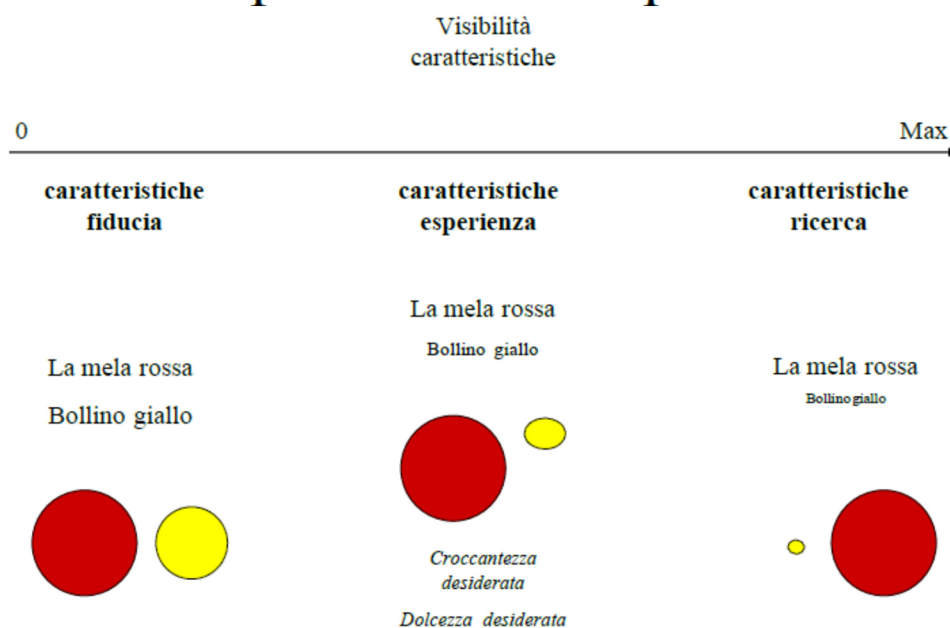 Visibilità
caratteristiche
0
Max
caratteristiche
fiducia
caratteristiche
esperienza
caratteristiche
ricerca
La mela rossa
Bollino giallo
La mela rossa
Bollino giallo
La mela rossa
Bollino giallo
Croccantezza
desiderata
Dolcezza desiderata